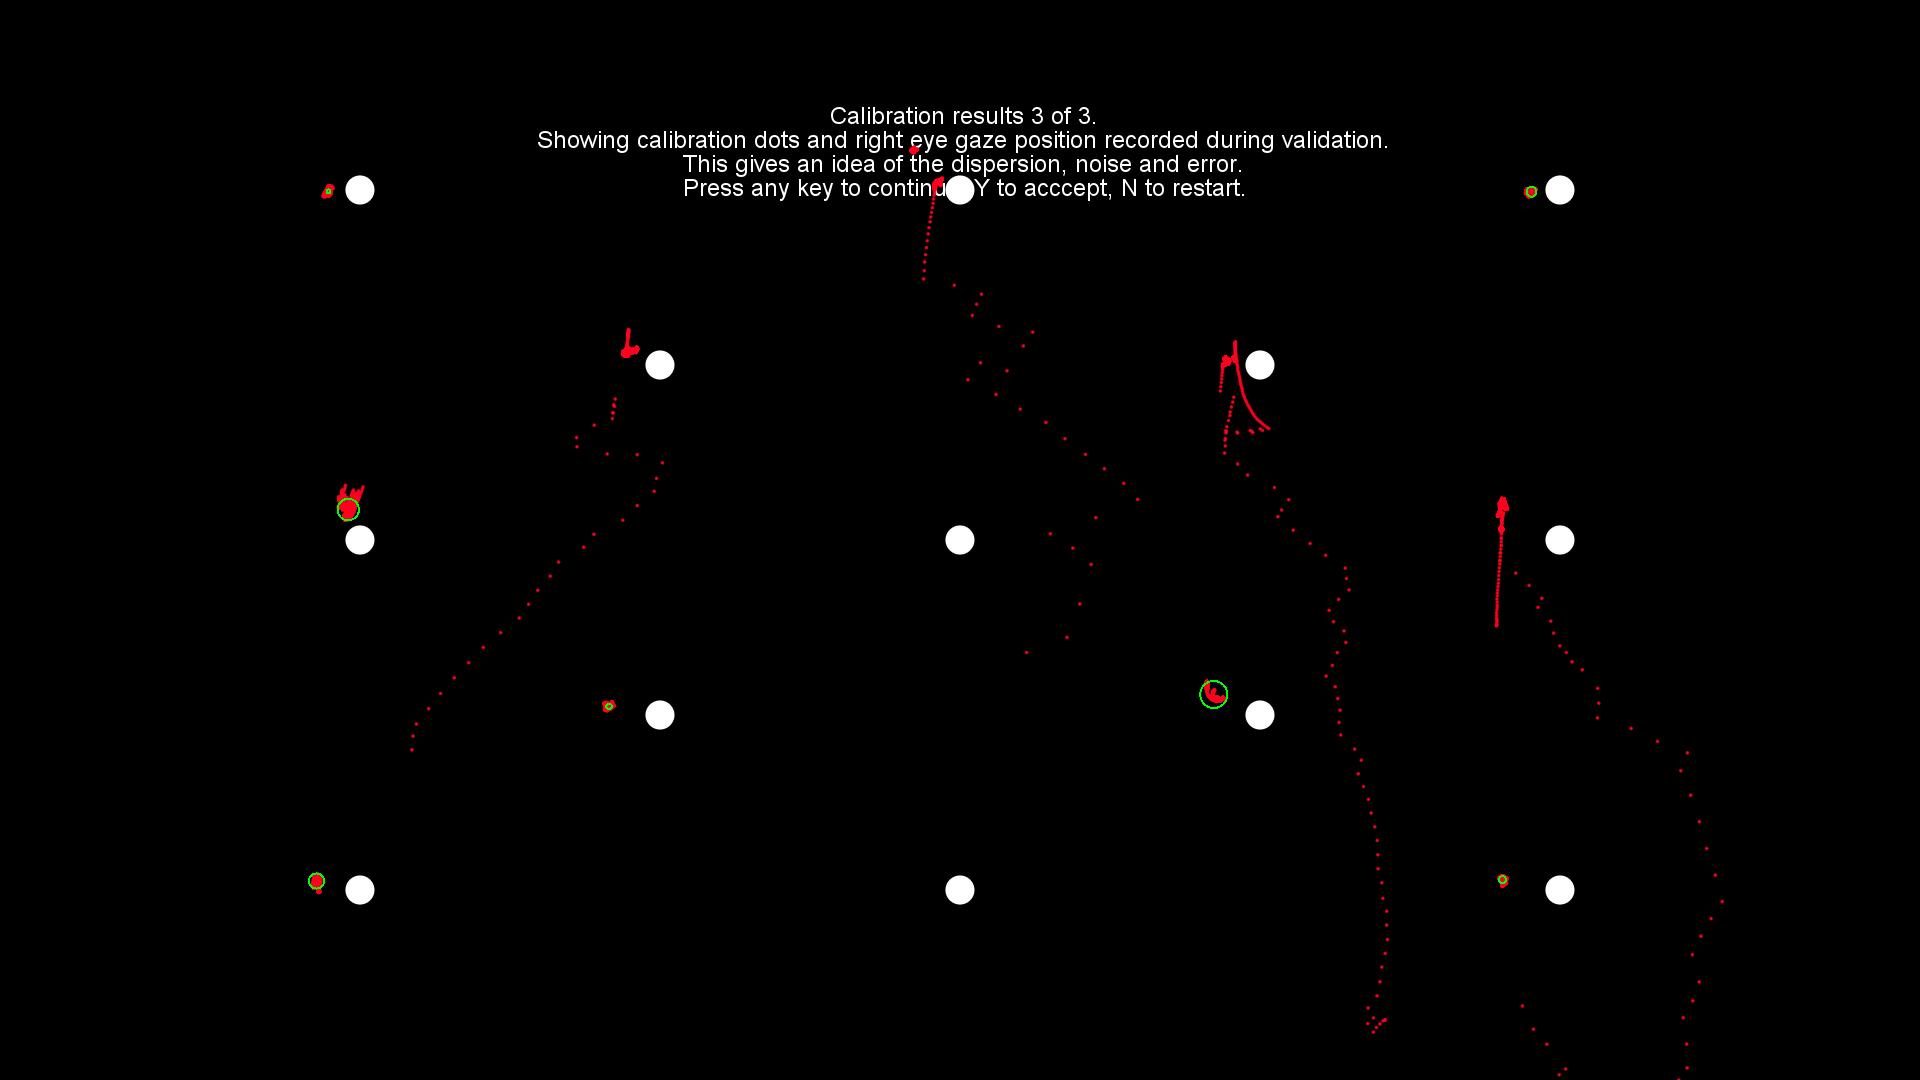 Calibration results 3 of 3.
Showing calibration dots and right eye gaze position recorded during validation.
This gives an idea of the dispersion, noise and error.
Press any key to continu Y to acccept, N to restart.